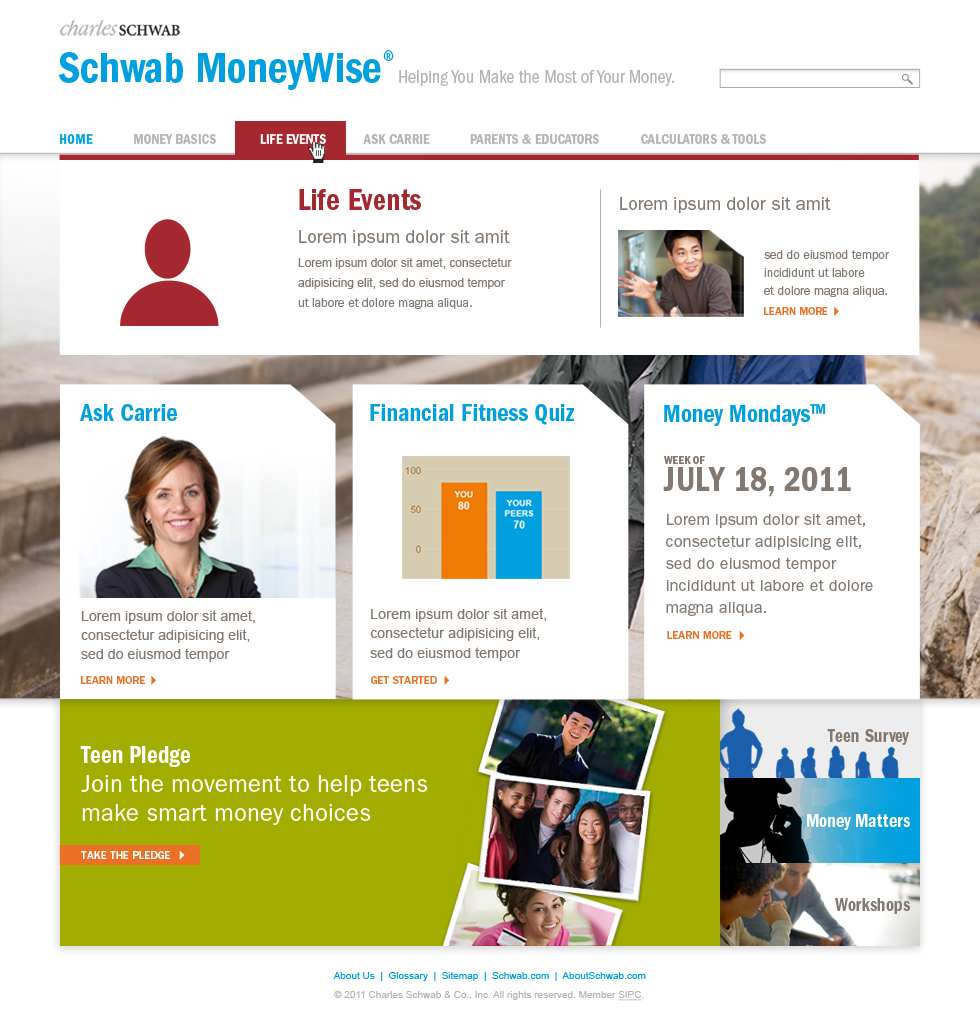 charles SCHWAB
Schwab MoneyWise®
Helping You Make the Most of Your Money.
HOME
MONEY BASICS
LIFE EVENTS
ASK CARRIE
PARENTS & EDUCATORS
CALCULATORS & TOOLS
Life Events
Lorem ipsum dolor sit amit
Lorem ipsum dolor sit amet, consectetur
adipisicing elit, sed do eiusmod tempor
ut labore et dolore magna aliqua.
Lorem ipsum dolor sit amit
sed do eiusmod tempor
incididunt ut labore
et dolore magna aliqua.
LEARN MORE
Ask Carrie
Lorem ipsum dolor sit amet,
consectetur adipisicing elit,
sed do eiusmod tempor
LEARN MORE
Financial Fitness Quiz
100
50
0
YOU
80
YOUR
PEERS
70
Lorem ipsum dolor sit amet,
consectetur adipisicing elit,
sed do eiusmod tempor
GET STARTED
Money Mondays™
WEEK OF
JULY 18, 2011
Lorem ipsum dolor sit amet,
consectetur adipisicing elit,
sed do eiusmod tempor
incididunt ut labore et dolore
magna aliqua.
LEARN MORE
Teen Pledge
Join the movement to help teens
make smart money choices
TAKE THE PLEDGE
Teen Survey
Money Matters
Workshops
About Us | Glossary | Sitemap | Schwab.com | AboutSchwab.com
© 2011 Charles Schwab & Co., Inc. All rights reserved. Member SIPC.